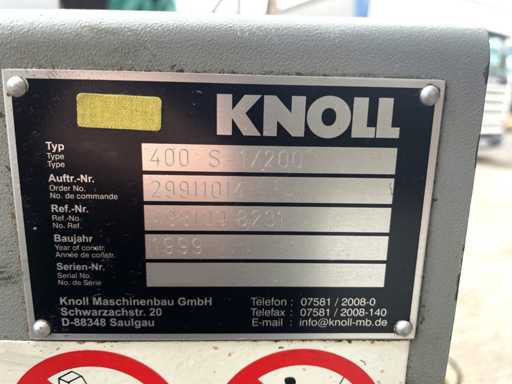 KNOLL
Typ
Type
Type
400 S-1/200
Auftr.-Nr.
Order No.
No. de commande
Ref.-Nr.
Ref.-No.
No. Ref.
Baujahr
Year of constr.
Année de constr.
1999
Serien-Nr.
Serial No.
No. de Série
Knoll Maschinenbau GmbH
Schwarzachstr. 20
D-88348 Saulgau
Telefon : 07581 / 2008-0
Telefax : 07581 / 2008-140
E-mail : info@knoll-mb.de